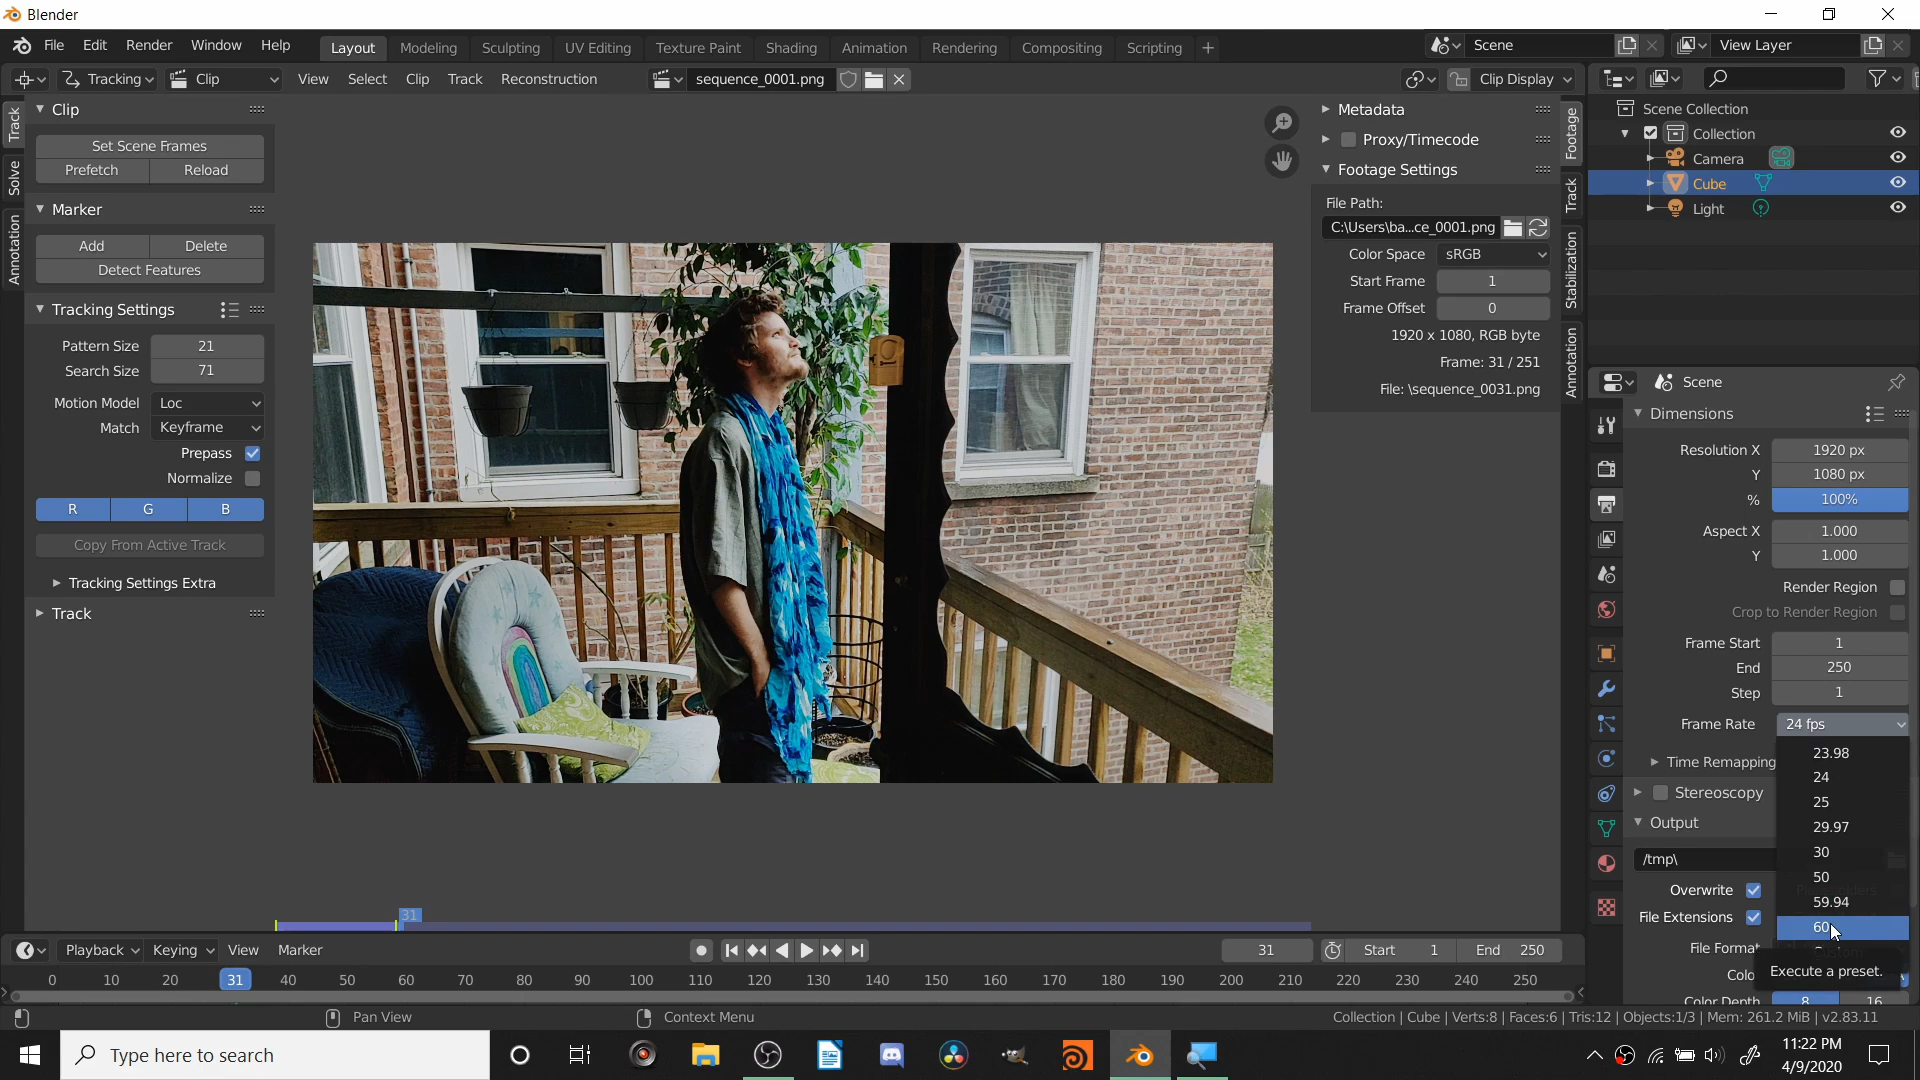 Blender
File Edit Render Window Help Layout Modeling Sculpting UV Editing Texture Paint Shading Animation Rendering Compositing Scripting + Scene View Layer
Tracking Clip View Select Clip Track Reconstruction sequence_0001.png Clip Display
Track
Solve
Annotation
Clip
Set Scene Frames
Prefetch Reload
Marker
Add Delete
Detect Features
Tracking Settings
Pattern Size 21
Search Size 71
Motion Model Loc
Match Keyframe
Prepass
Normalize
R G B
Copy From Active Track
Tracking Settings Extra
Track
10
Metadata
Proxy/Timecode
Footage Settings
File Path:
C:\Users\ba...ce_0001.png
Color Space sRGB
Start Frame 1
Frame Offset 0
1920 x 1080, RGB byte
Frame: 31 / 251
File: \sequence_0031.png
Footage
Track
Stabilization
Annotation
Scene Collection
Collection
Camera
Cube
Light
Scene
Dimensions
Resolution X 1920 px
Y 1080 px
% 100%
Aspect X 1.000
Y 1.000
Render Region
Crop to Render Region
Frame Start 1
End 250
Step 1
Frame Rate 24 fps
23.98
Time Remapping
24
Stereoscopy
25
Output
29.97
/tmp\
30
Overwrite
50
File Extensions
59.94
60
File Format
Custom
Colo
Execute a preset.
Color Depth 8 16
31
Playback Keying View Marker 31 Start 1 End 250
0 10 20 31 40 50 60 70 80 90 100 110 120 130 140 150 160 170 180 190 200 210 220 230 240 250
Pan View Context Menu Collection | Cube | Verts:8 | Faces:6 | Tris:12 | Objects:1/3 | Mem: 261.2 MiB | v2.83.11
Type here to search
11:22 PM
4/9/2020